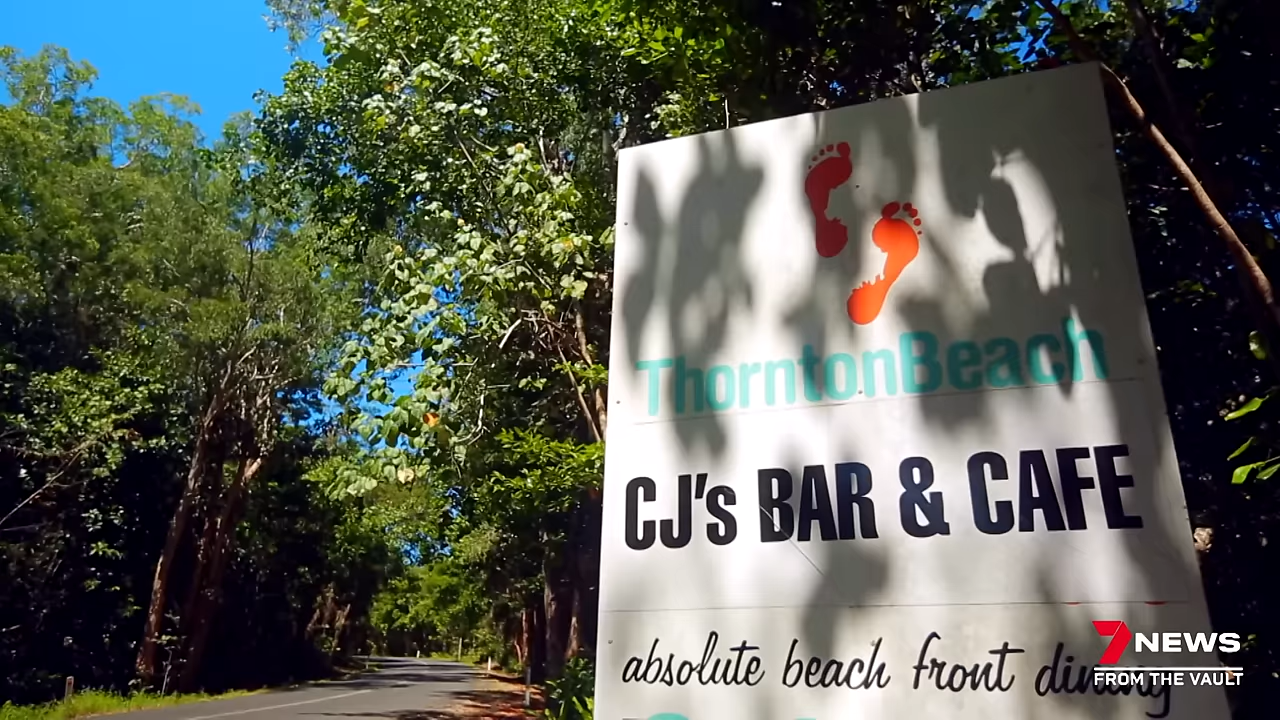 ThorntonBeach
CJ's BAR & CAFE
absolute beach front dining
7NEWS
FROM THE VAULT